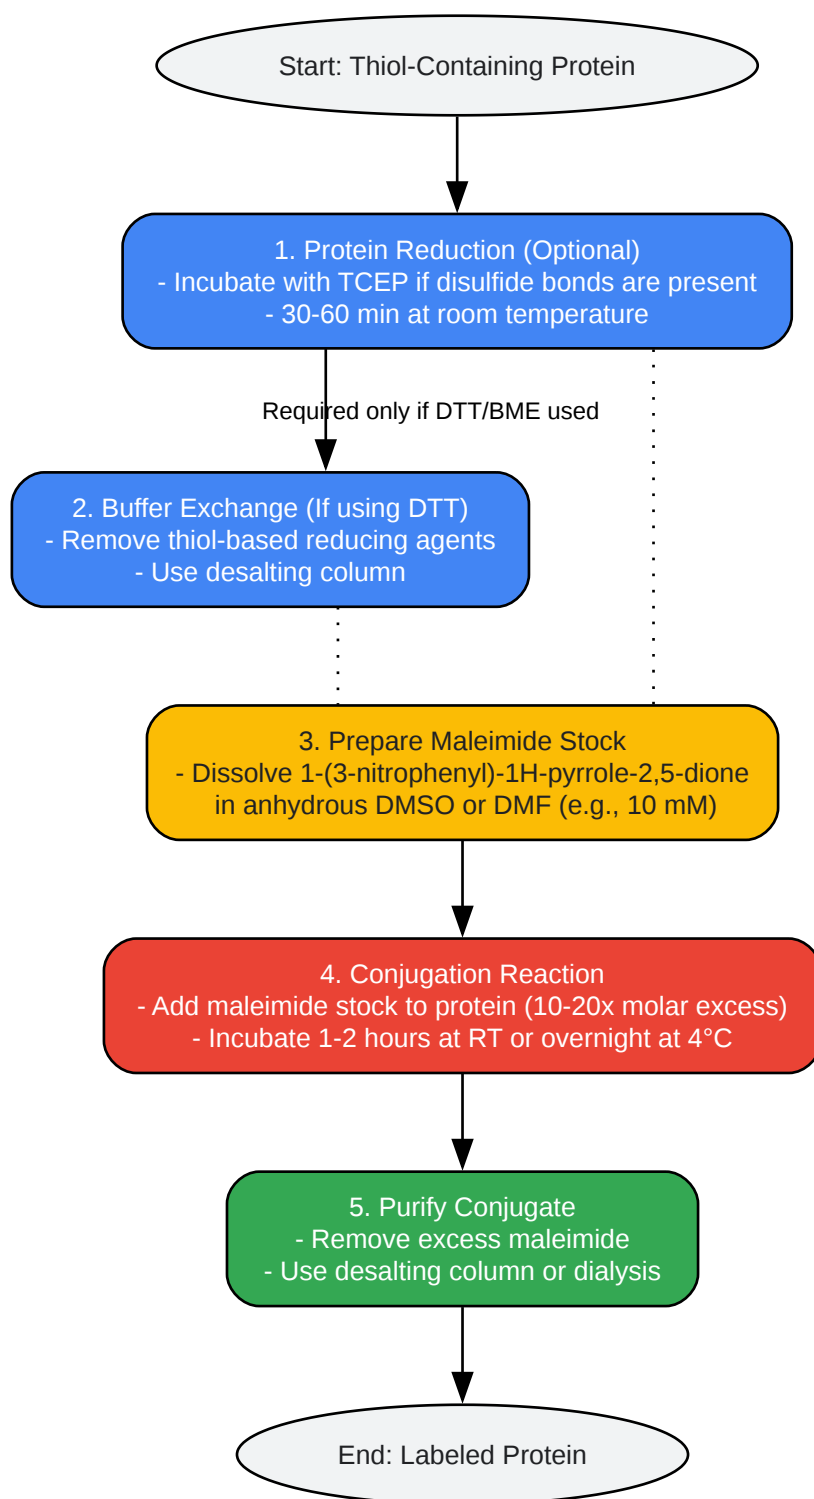 Start: Thiol-Containing Protein
1. Protein Reduction (Optional)
- Incubate with TCEP if disulfide bonds are present
- 30-60 min at room temperature
Required only if DTT/BME used
2. Buffer Exchange (If using DTT)
- Remove thiol-based reducing agents
- Use desalting column
3. Prepare Maleimide Stock
- Dissolve 1-(3-nitrophenyl)-1H-pyrrole-2,5-dione
in anhydrous DMSO or DMF (e.g., 10 mM)
4. Conjugation Reaction
- Add maleimide stock to protein (10-20x molar excess)
- Incubate 1-2 hours at RT or overnight at 4°C
5. Purify Conjugate
- Remove excess maleimide
- Use desalting column or dialysis
End: Labeled Protein